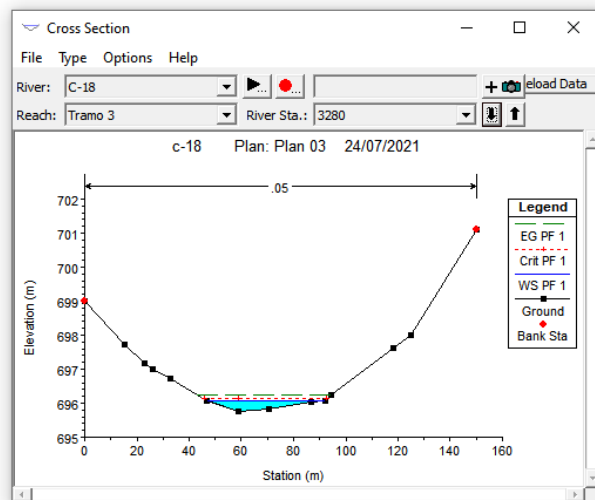 Cross Section
File Type Options Help
River: C-18 ... ... + eload Data
Reach: Tramo 3 River Sta.: 3280
c-18 Plan: Plan 03 24/07/2021
.05
702
701
700
699
698
697
696
695
Elevation (m)
0 20 40 60 80 100 120 140 160
Station (m)
Legend
EG PF 1
Crit PF 1
WS PF 1
Ground
Bank Sta